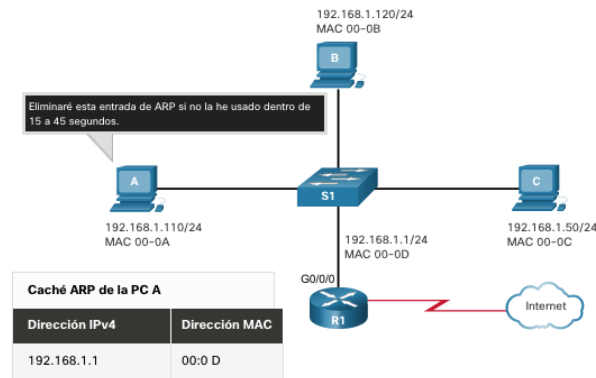 192.168.1.120/24
MAC 00-0B
B
Eliminaré esta entrada de ARP si no la he usado dentro de
15 a 45 segundos.
A
S1
C
192.168.1.110/24
MAC 00-0A
192.168.1.1/24
MAC 00-0D
192.168.1.50/24
MAC 00-0C
G0/0/0
R1
Internet
Caché ARP de la PC A
Dirección IPv4 Dirección MAC
192.168.1.1 00:0 D